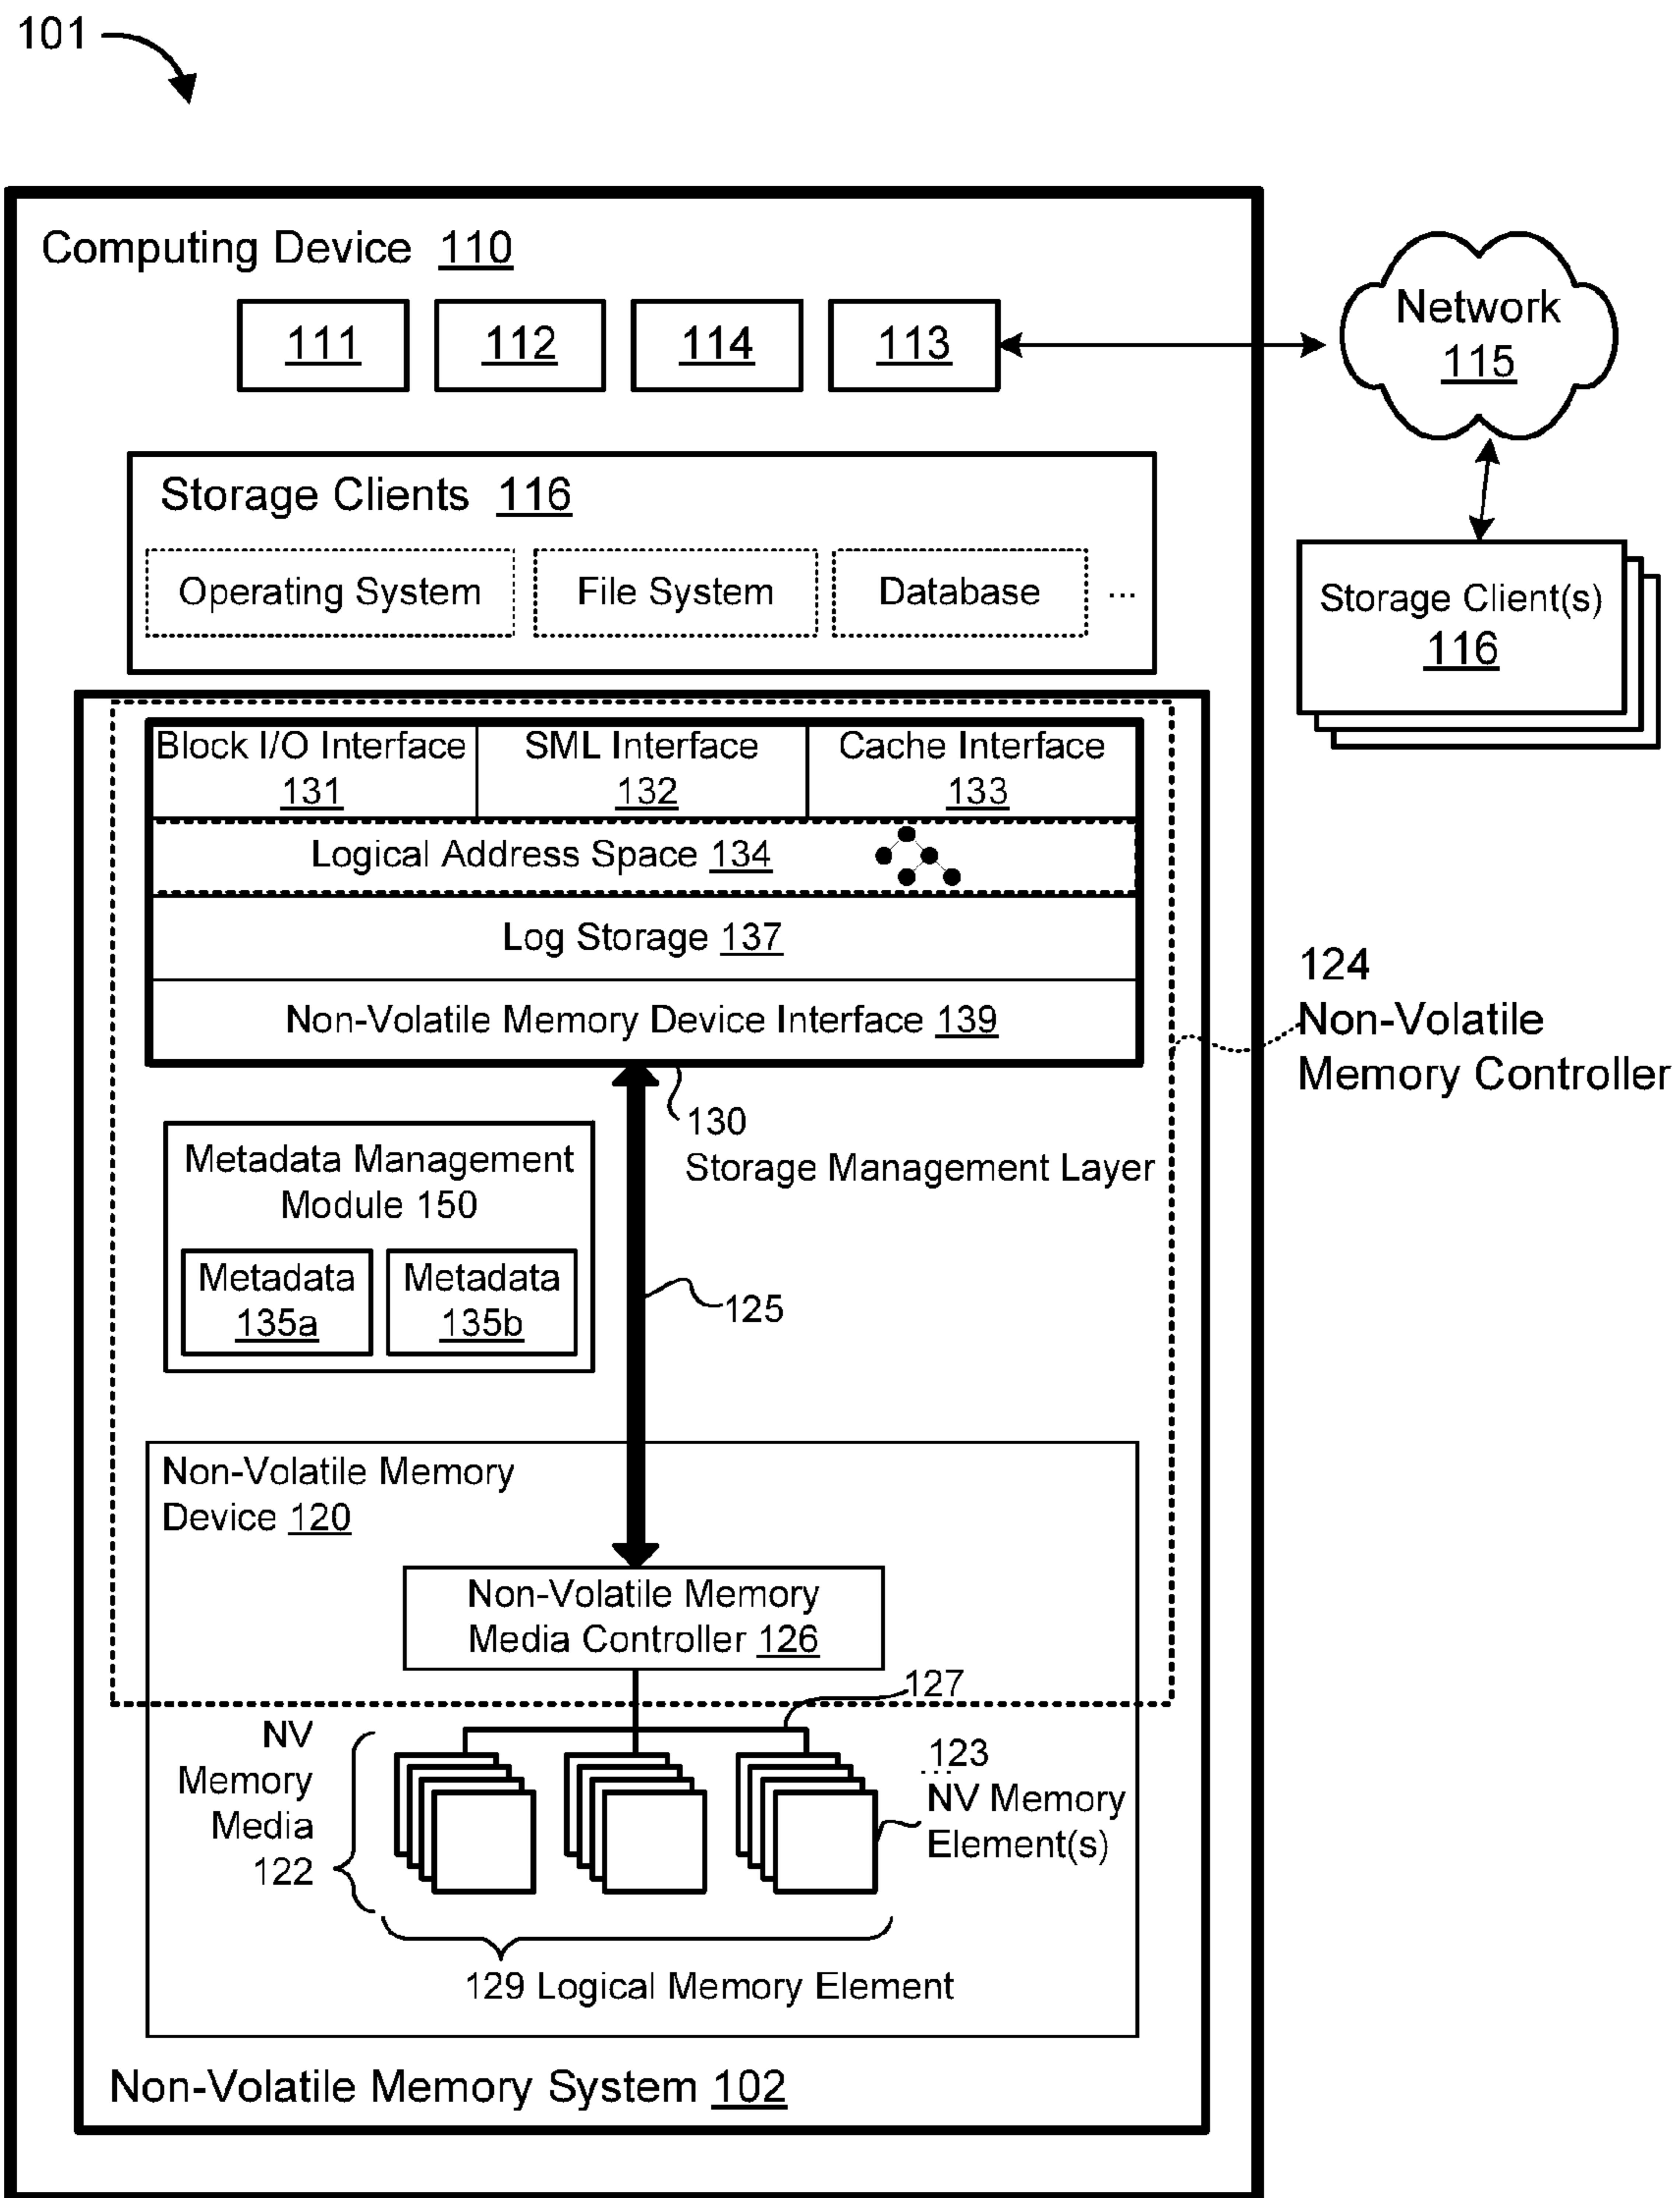 101
Computing Device 110
111 112 114 113
Network
115
Storage Clients 116
Operating System File System Database ...
Storage Client(s)
116
Block I/O Interface
131
SML Interface
132
Cache Interface
133
Logical Address Space 134
Log Storage 137
Non-Volatile Memory Device Interface 139
124
Non-Volatile
Memory Controller
130
Storage Management Layer
Metadata Management
Module 150
Metadata
135a
Metadata
135b
125
Non-Volatile Memory
Device 120
Non-Volatile Memory
Media Controller 126
127
NV
Memory
Media
122
...
123
NV Memory
Element(s)
129 Logical Memory Element
Non-Volatile Memory System 102